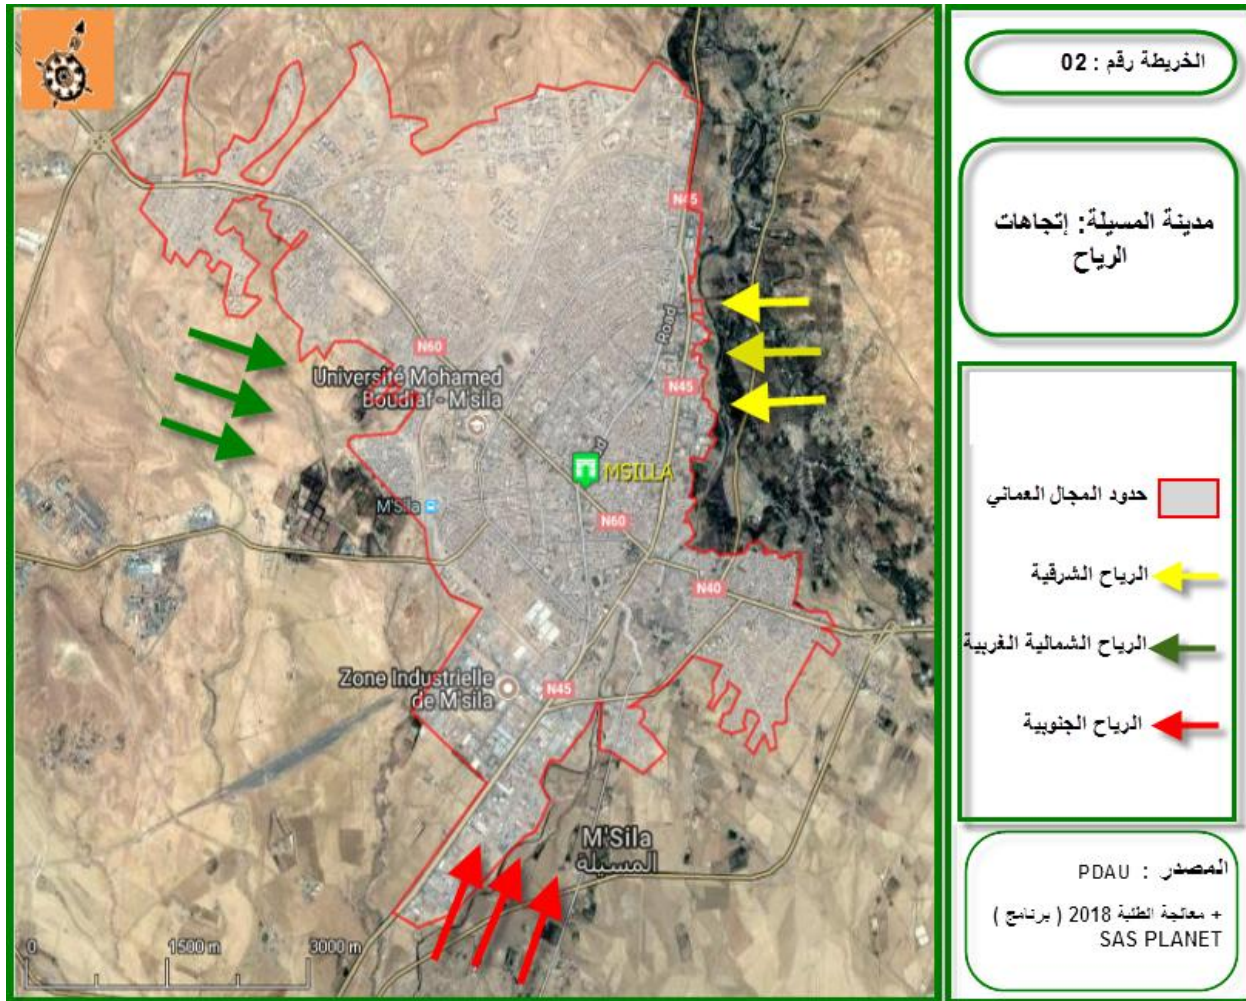 الخريطة رقم : 02
مدينة المسيلة: إتجاهات
الرياح
حدود المجال العماني
الرياح الشرقية
الرياح الشمالية الغربية
الرياح الجنوبية
المصدر : PDAU
+ معالجة الطلبة 2018 ( برنامج )
SAS PLANET
N45
Road
N60
N45
Université Mohamed
Boudiaf - M'sila
MSILLA
M'Sila
N60
N40
Zone Industrielle
de M'sila
N45
M'Sila
المسيلة
0 1500 m 3000 m